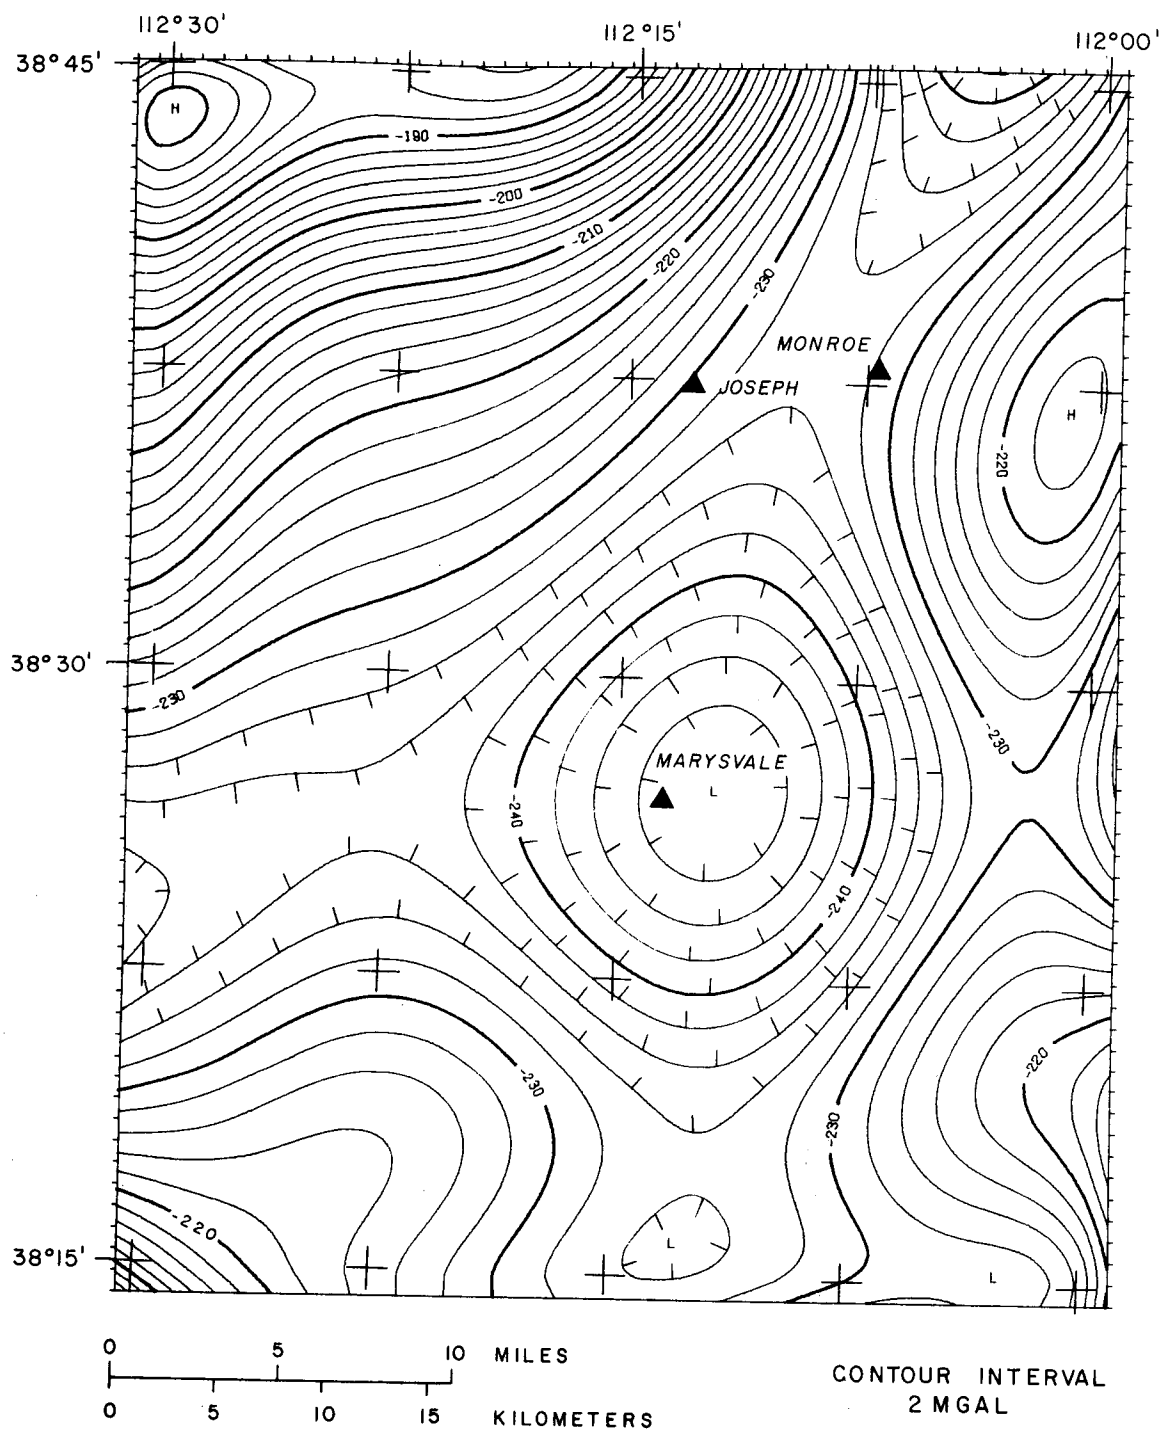 112°30'
112°15'
112°00'
38°45'
H
-190
-200
-210
-220
-230
MONROE
JOSEPH
H
-220
38°30'
-230
-230
MARYSVALE
L
-240
-240
-220
-230
-230
-220
38°15'
L
L
0 5 10 MILES
0 5 10 15 KILOMETERS
CONTOUR INTERVAL
2 MGAL